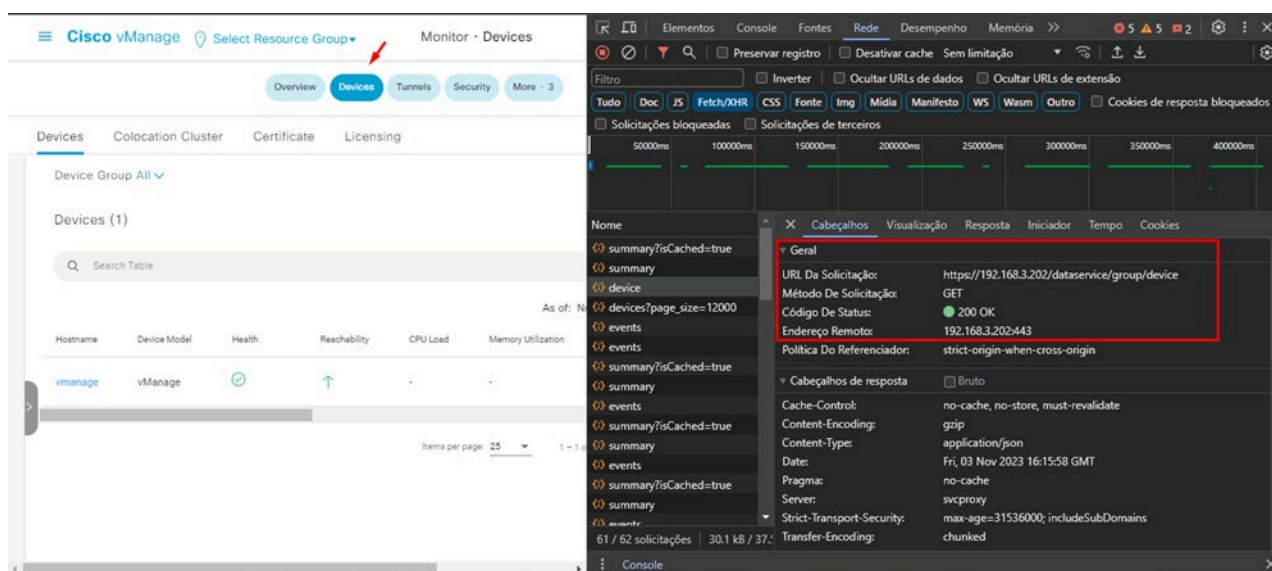 Cisco vManage
Select Resource Group
Monitor · Devices
Overview
Devices
Tunnels
Security
More · 3
Devices
Colocation Cluster
Certificate
Licensing
Device Group All
Devices (1)
Search Table
As of:
Hostname
Device Model
Health
Reachability
CPU Load
Memory Utilization
vmanage
vManage
-
-
Items per page: 25
Elementos
Console
Fontes
Rede
Desempenho
Memória
5
5
2
Preservar registro
Desativar cache
Sem limitação
Filtro
Inverter
Ocultar URLs de dados
Ocultar URLs de extensão
Tudo
Doc
JS
Fetch/XHR
CSS
Fonte
Img
Mídia
Manifesto
WS
Wasm
Outro
Cookies de resposta bloqueados
Solicitações bloqueadas
Solicitações de terceiros
50000ms
100000ms
150000ms
200000ms
250000ms
300000ms
350000ms
400000ms
Nome
summary?isCached=true
summary
device
devices?page_size=12000
events
events
summary?isCached=true
summary
events
summary?isCached=true
summary
events
summary?isCached=true
summary
events
61 / 62 solicitações
30.1 kB / 37.
Cabeçalhos
Visualização
Resposta
Iniciador
Tempo
Cookies
Geral
URL Da Solicitação: https://192.168.3.202/dataservice/group/device
Método De Solicitação: GET
Código De Status: 200 OK
Endereço Remoto: 192.168.3.202:443
Política Do Referenciador: strict-origin-when-cross-origin
Cabeçalhos de resposta
Bruto
Cache-Control: no-cache, no-store, must-revalidate
Content-Encoding: gzip
Content-Type: application/json
Date: Fri, 03 Nov 2023 16:15:58 GMT
Pragma: no-cache
Server: svcproxy
Strict-Transport-Security: max-age=31536000; includeSubDomains
Transfer-Encoding: chunked
Console